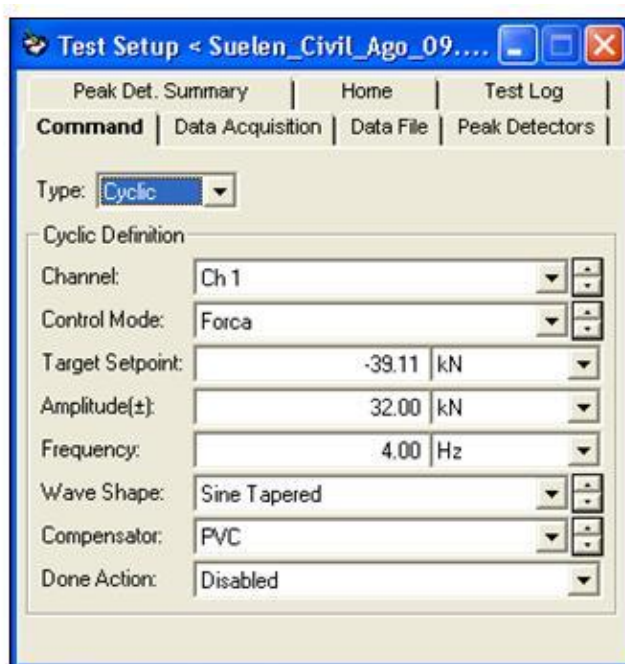 Test Setup < Suelen_Civil_Ago_09....
Peak Det. Summary Home Test Log
Command Data Acquisition Data File Peak Detectors
Type: Cyclic
Cyclic Definition
Channel: Ch 1
Control Mode: Forca
Target Setpoint: -39.11 kN
Amplitude(±): 32.00 kN
Frequency: 4.00 Hz
Wave Shape: Sine Tapered
Compensator: PVC
Done Action: Disabled